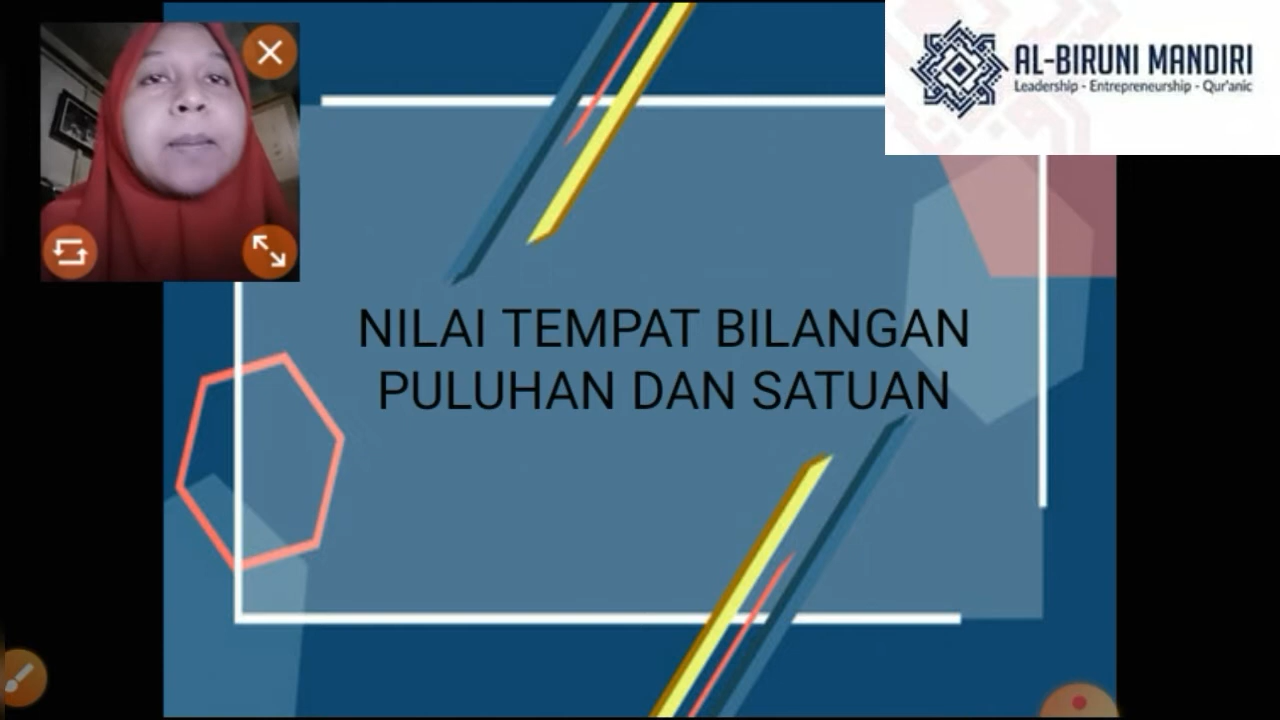 AL-BIRUNI MANDIRI
Leadership - Entrepreneurship - Qur'anic
NILAI TEMPAT BILANGAN
PULUHAN DAN SATUAN